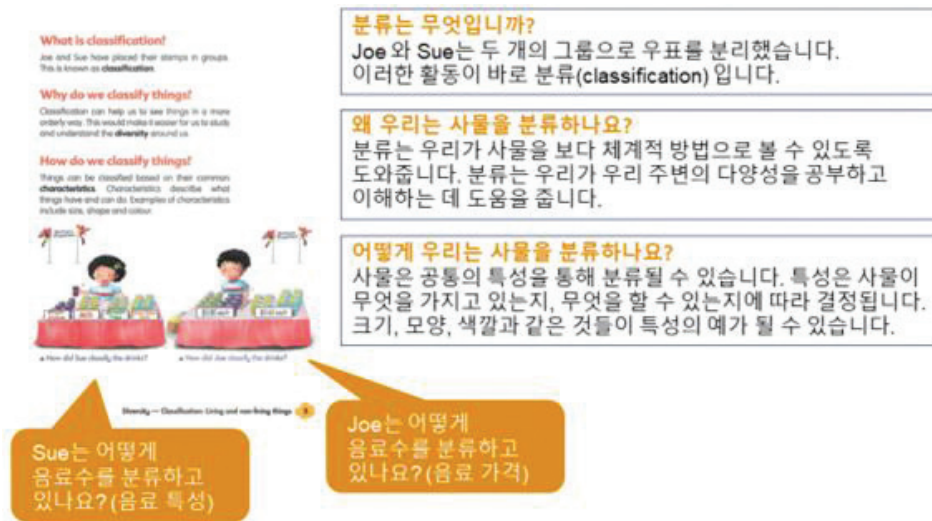 What is classification?
Joe and Sue have placed their stamps in groups.
This is known as classification.
Why do we classify things?
Classification can help us to see things in a more
orderly way. This would make it easier for us to study
and understand the diversity around us.
How do we classify things?
Things can be classified based on their common
characteristics. Characteristics describe what
things have and can do. Examples of characteristics
include size, shape and colour.
How did Sue classify the drinks?
How did Joe classify the drinks?
Diversity — Classification: Living and non-living things
분류는 무엇입니까?
Joe 와 Sue는 두 개의 그룹으로 우표를 분리했습니다.
이러한 활동이 바로 분류(classification) 입니다.
왜 우리는 사물을 분류하나요?
분류는 우리가 사물을 보다 체계적 방법으로 볼 수 있도록
도와줍니다. 분류는 우리가 우리 주변의 다양성을 공부하고
이해하는 데 도움을 줍니다.
어떻게 우리는 사물을 분류하나요?
사물은 공통의 특성을 통해 분류될 수 있습니다. 특성은 사물이
무엇을 가지고 있는지, 무엇을 할 수 있는지에 따라 결정됩니다.
크기, 모양, 색깔과 같은 것들이 특성의 예가 될 수 있습니다.
Sue는 어떻게
음료수를 분류하고
있나요? (음료 특성)
Joe는 어떻게
음료수를 분류하고
있나요? (음료 가격)